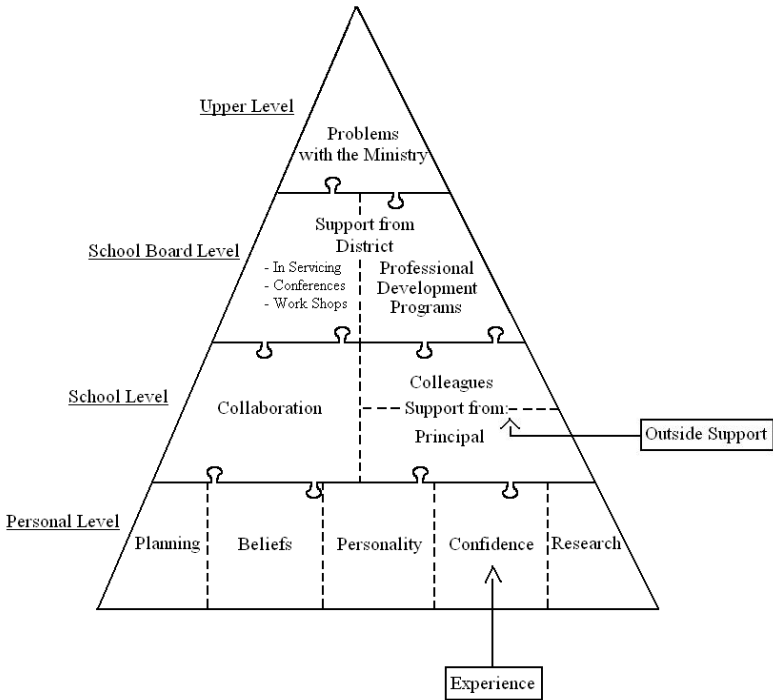 Upper Level
Problems
with the Ministry
School Board Level
Support from
District
- In Servicing
- Conferences
- Work Shops
Professional
Development
Programs
School Level
Collaboration
Colleagues
Support from:
Principal
Outside Support
Personal Level
Planning
Beliefs
Personality
Confidence
Research
Experience